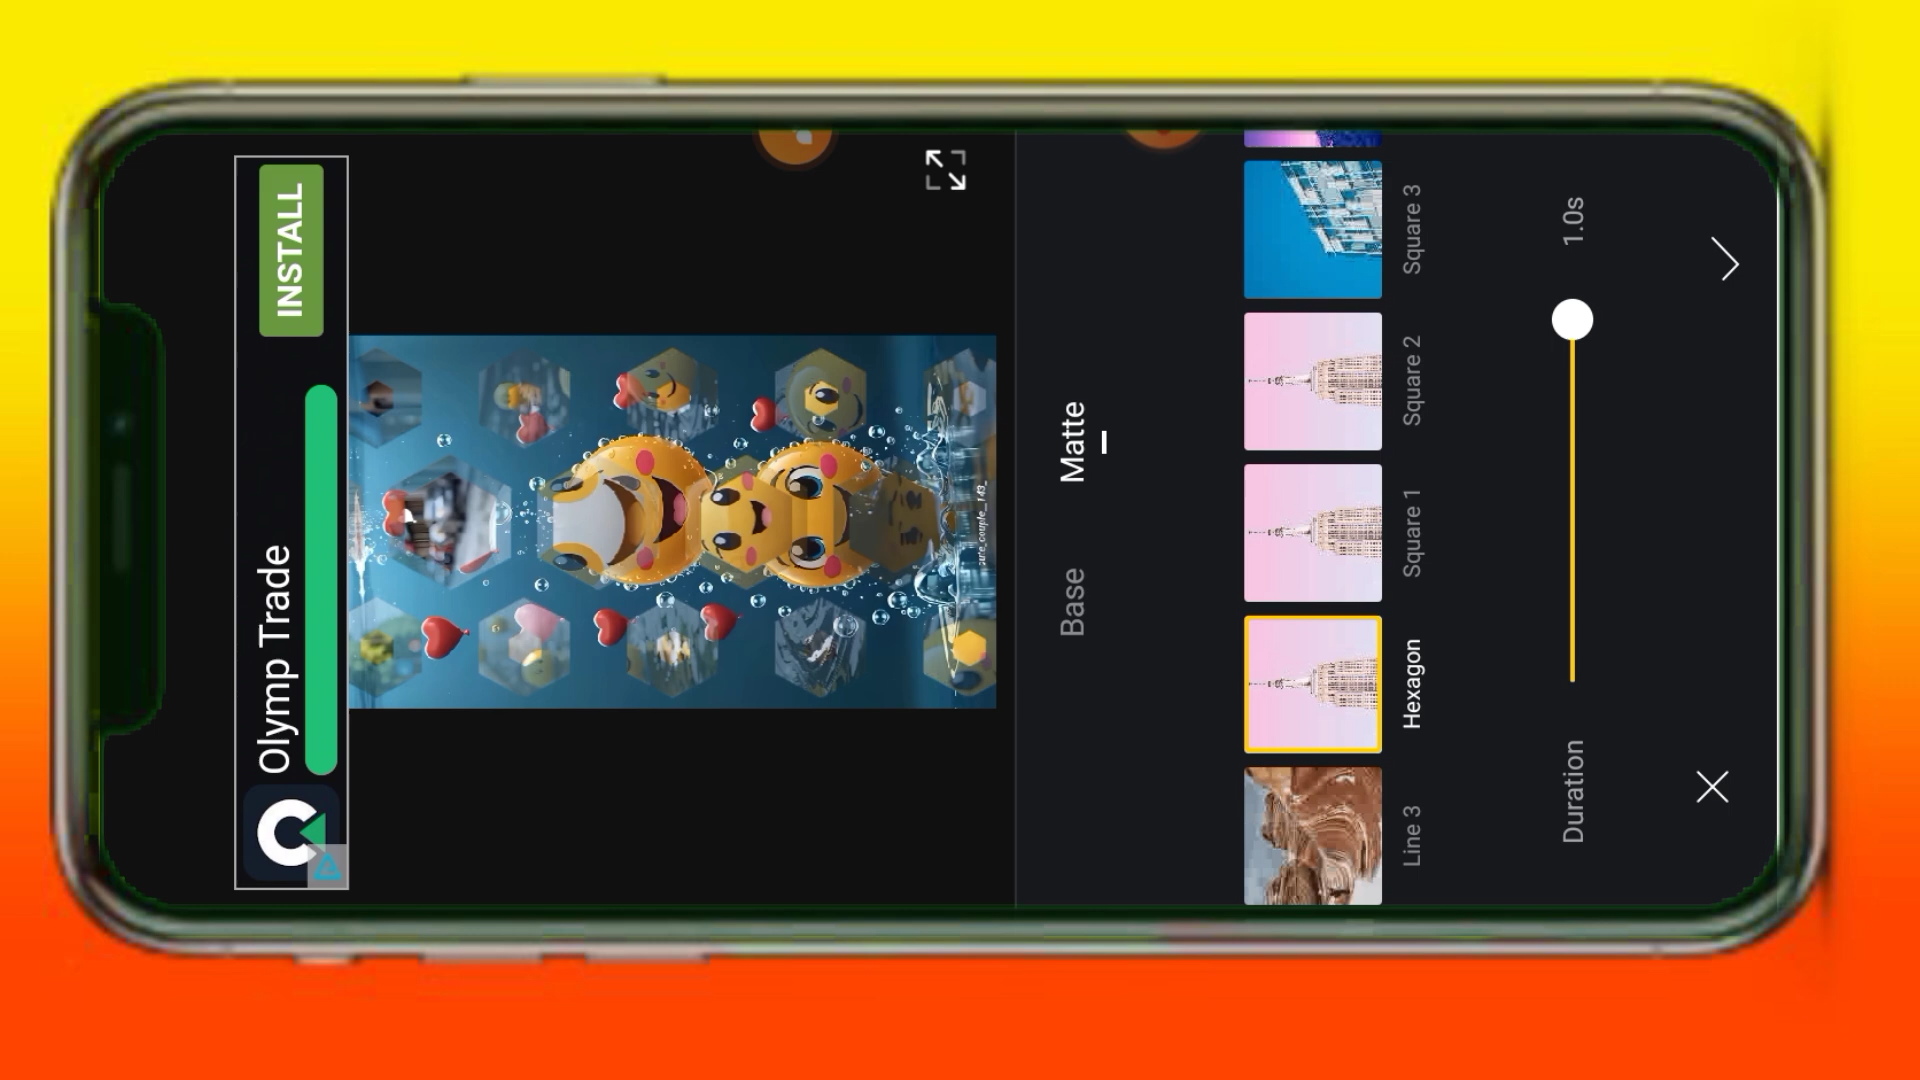 Olymp Trade
INSTALL
Base
Matte
Line 3
Hexagon
Square 1
Square 2
Square 3
Duration
1.0s